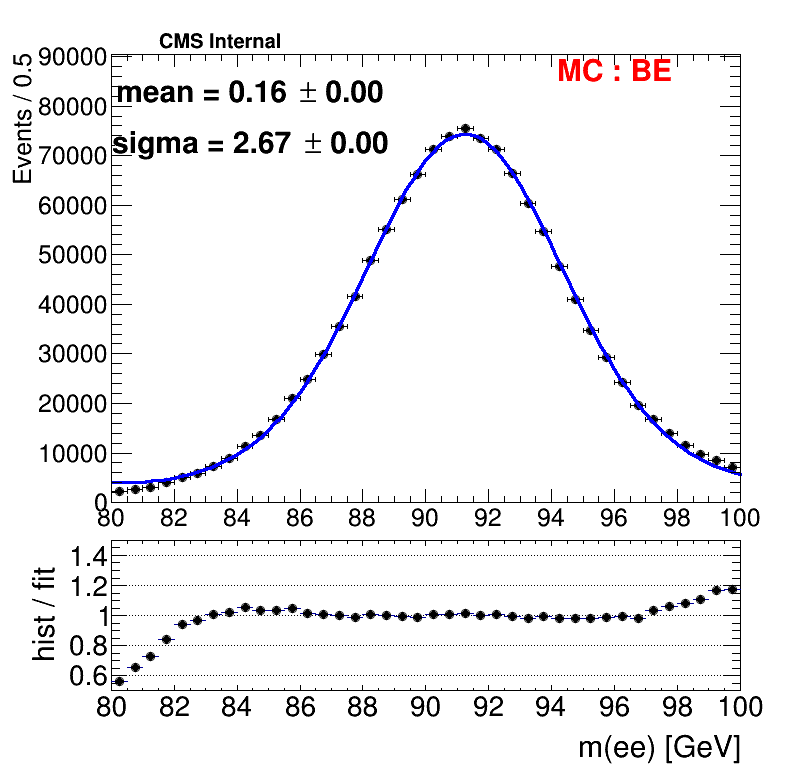 CMS Internal
Events / 0.5
90000
80000
70000
60000
50000
40000
30000
20000
10000
0
mean = 0.16 ± 0.00
sigma = 2.67 ± 0.00
MC : BE
80 82 84 86 88 90 92 94 96 98 100
hist / fit
1.4
1.2
1
0.8
0.6
80 82 84 86 88 90 92 94 96 98 100
m(ee) [GeV]